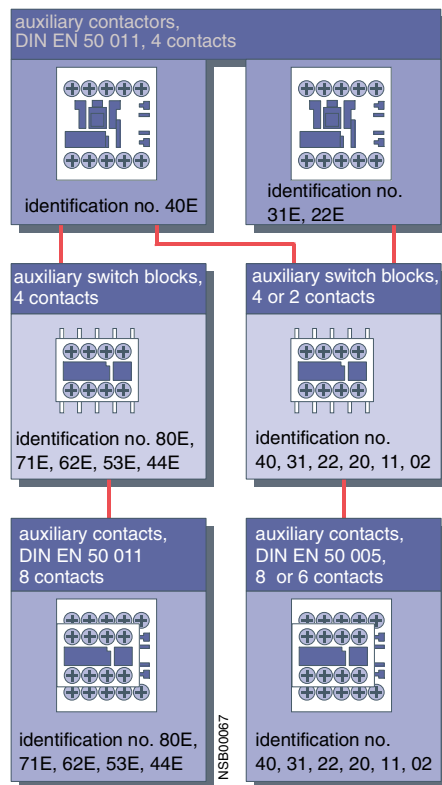 auxiliary contactors,
DIN EN 50 011, 4 contacts
identification no. 40E
identification no.
31E, 22E
auxiliary switch blocks,
4 contacts
identification no. 80E,
71E, 62E, 53E, 44E
auxiliary switch blocks,
4 or 2 contacts
identification no.
40, 31, 22, 20, 11, 02
auxiliary contacts,
DIN EN 50 011
8 contacts
identification no. 80E,
71E, 62E, 53E, 44E
NSB00067
auxiliary contacts,
DIN EN 50 005,
8 or 6 contacts
identification no.
40, 31, 22, 20, 11, 02